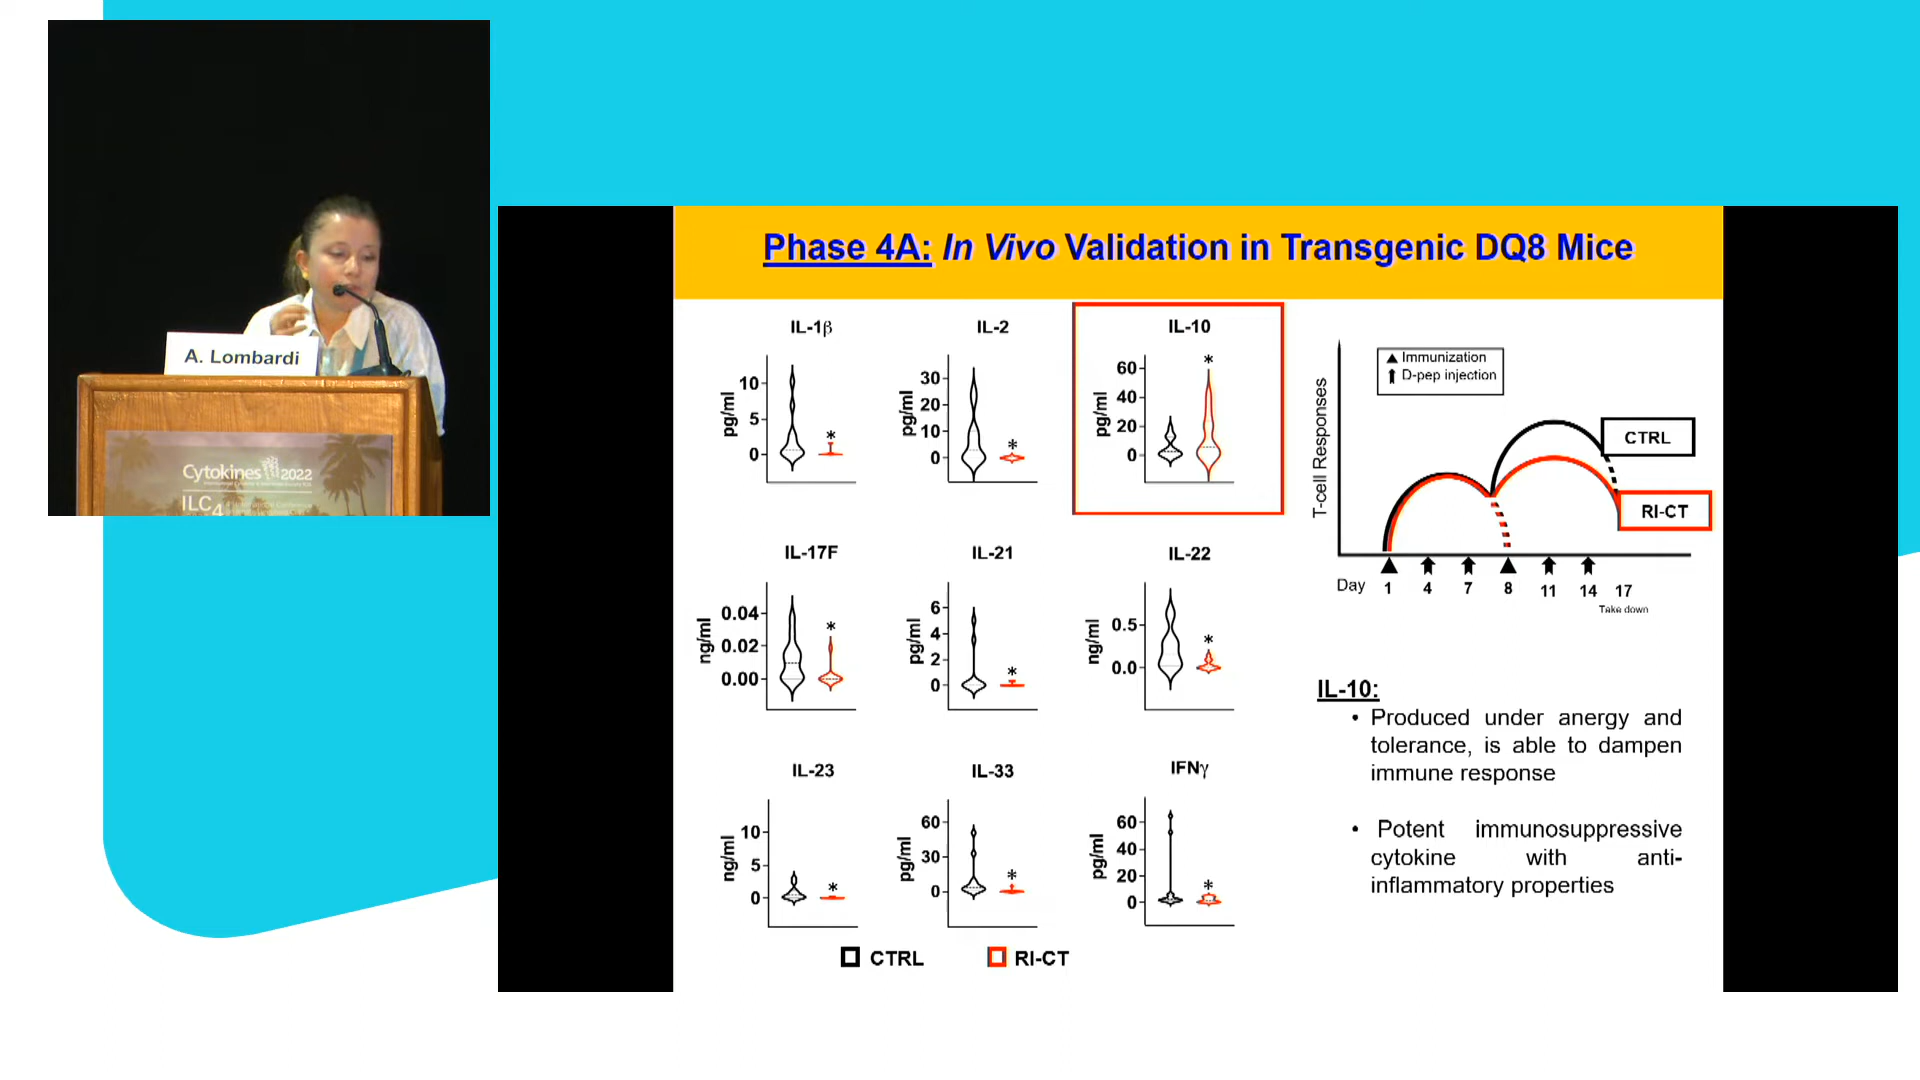 A. Lombardi
Cytokines 2022
ILC4
Phase 4A: In Vivo Validation in Transgenic DQ8 Mice
IL-1β
pg/ml
10
5
0
*
IL-2
pg/ml
30
20
10
0
*
IL-10
pg/ml
60
40
20
0
*
IL-17F
ng/ml
0.04
0.02
0.00
*
IL-21
pg/ml
6
4
2
0
*
IL-22
ng/ml
0.5
0.0
*
IL-23
ng/ml
10
5
0
*
IL-33
pg/ml
60
30
0
*
IFNγ
pg/ml
60
40
20
0
*
CTRL RI-CT
T-cell Responses
Immunization
D-pep injection
CTRL
RI-CT
Day 1 4 7 8 11 14 17
Take down
IL-10:
• Produced under anergy and
tolerance, is able to dampen
immune response
• Potent immunosuppressive
cytokine with anti-
inflammatory properties